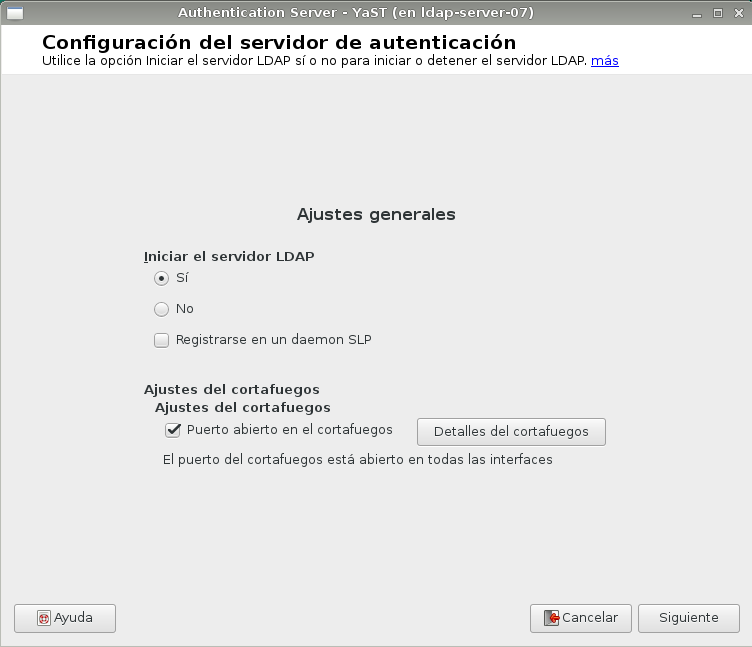 Authentication Server - YaST (en ldap-server-07)
Configuración del servidor de autenticación
Utilice la opción Iniciar el servidor LDAP sí o no para iniciar o detener el servidor LDAP. más
Ajustes generales
Iniciar el servidor LDAP
Sí
No
Registrarse en un daemon SLP
Ajustes del cortafuegos
Ajustes del cortafuegos
Puerto abierto en el cortafuegos
Detalles del cortafuegos
El puerto del cortafuegos está abierto en todas las interfaces
Ayuda
Cancelar
Siguiente